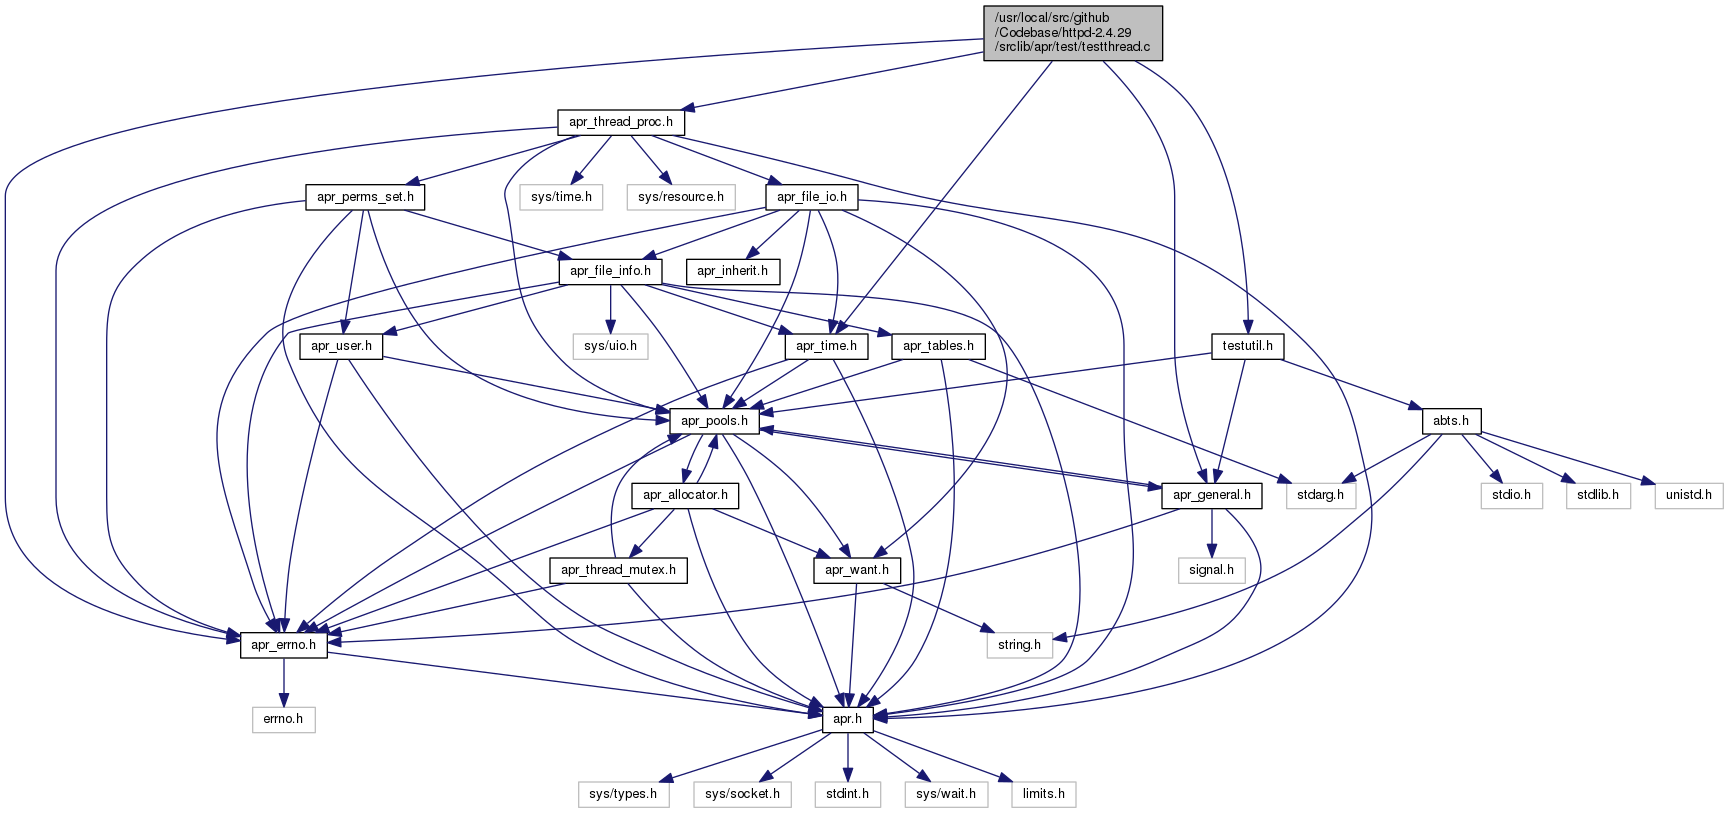 /usr/local/src/github
/Codebase/httpd-2.4.29
/srclib/apr/test/testthread.c
apr_thread_proc.h
apr_perms_set.h
sys/time.h
sys/resource.h
apr_file_io.h
apr_file_info.h
apr_inherit.h
apr_user.h
sys/uio.h
apr_time.h
apr_tables.h
testutil.h
apr_pools.h
abts.h
apr_allocator.h
apr_general.h
stdarg.h
stdio.h
stdlib.h
unistd.h
apr_thread_mutex.h
apr_want.h
signal.h
apr_errno.h
string.h
errno.h
apr.h
sys/types.h
sys/socket.h
stdint.h
sys/wait.h
limits.h